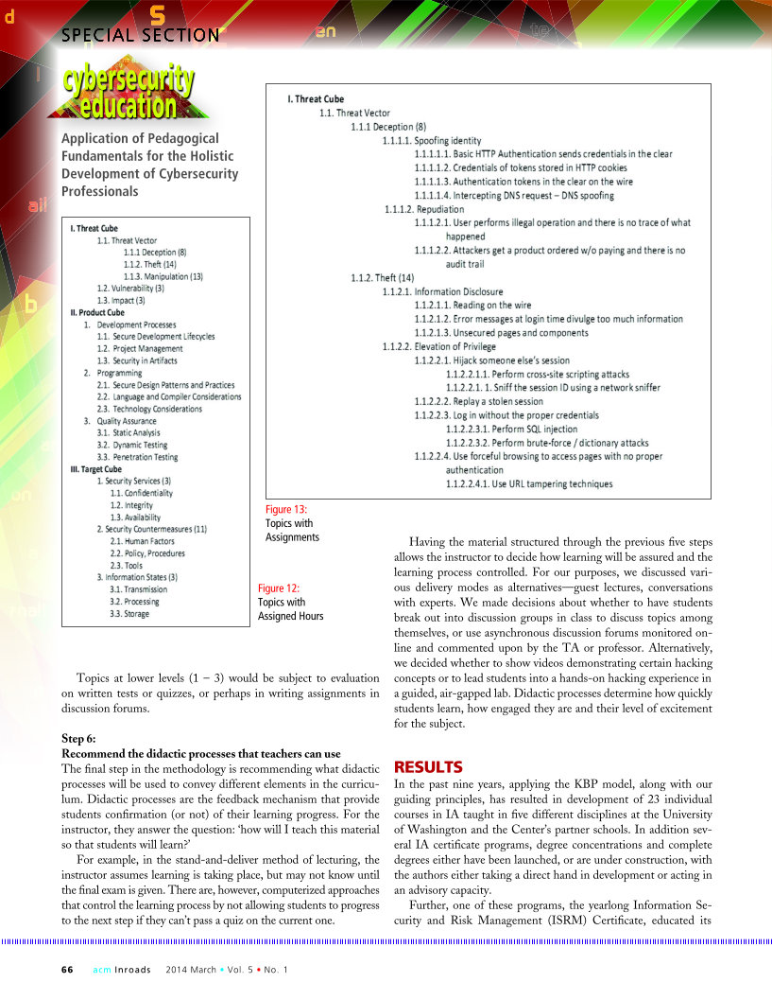 SPECIAL SECTION
cybersecurity
education
Application of Pedagogical
Fundamentals for the Holistic
Development of Cybersecurity
Professionals
I. Threat Cube
1.1. Threat Vector
1.1.1 Deception (8)
1.1.2. Theft (14)
1.1.3. Manipulation (13)
1.2. Vulnerability (3)
1.3. Impact (3)
II. Product Cube
1. Development Processes
1.1. Secure Development Lifecycles
1.2. Project Management
1.3. Security in Artifacts
2. Programming
2.1. Secure Design Patterns and Practices
2.2. Language and Compiler Considerations
2.3. Technology Considerations
3. Quality Assurance
3.1. Static Analysis
3.2. Dynamic Testing
3.3. Penetration Testing
III. Target Cube
1. Security Services (3)
1.1. Confidentiality
1.2. Integrity
1.3. Availability
2. Security Countermeasures (11)
2.1. Human Factors
2.2. Policy, Procedures
2.3. Tools
3. Information States (3)
3.1. Transmission
3.2. Processing
3.3. Storage
I. Threat Cube
1.1. Threat Vector
1.1.1 Deception (8)
1.1.1.1. Spoofing identity
1.1.1.1.1. Basic HTTP Authentication sends credentials in the clear
1.1.1.1.2. Credentials of tokens stored in HTTP cookies
1.1.1.1.3. Authentication tokens in the clear on the wire
1.1.1.1.4. Intercepting DNS request – DNS spoofing
1.1.1.2. Repudiation
1.1.1.2.1. User performs illegal operation and there is no trace of what
happened
1.1.1.2.2. Attackers get a product ordered w/o paying and there is no
audit trail
1.1.2. Theft (14)
1.1.2.1. Information Disclosure
1.1.2.1.1. Reading on the wire
1.1.2.1.2. Error messages at login time divulge too much information
1.1.2.1.3. Unsecured pages and components
1.1.2.2. Elevation of Privilege
1.1.2.2.1. Hijack someone else's session
1.1.2.2.1.1. Perform cross-site scripting attacks
1.1.2.2.1. 1. Sniff the session ID using a network sniffer
1.1.2.2.2. Replay a stolen session
1.1.2.2.3. Log in without the proper credentials
1.1.2.2.3.1. Perform SQL injection
1.1.2.2.3.2. Perform brute-force / dictionary attacks
1.1.2.2.4. Use forceful browsing to access pages with no proper
authentication
1.1.2.2.4.1. Use URL tampering techniques
Figure 13:
Topics with
Assignments
Figure 12:
Topics with
Assigned Hours
Topics at lower levels (1 – 3) would be subject to evaluation
on written tests or quizzes, or perhaps in writing assignments in
discussion forums.
Step 6:
Recommend the didactic processes that teachers can use
The final step in the methodology is recommending what didactic
processes will be used to convey different elements in the curricu-
lum. Didactic processes are the feedback mechanism that provide
students confirmation (or not) of their learning progress. For the
instructor, they answer the question: 'how will I teach this material
so that students will learn?'
For example, in the stand-and-deliver method of lecturing, the
instructor assumes learning is taking place, but may not know until
the final exam is given. There are, however, computerized approaches
that control the learning process by not allowing students to progress
to the next step if they can't pass a quiz on the current one.
Having the material structured through the previous five steps
allows the instructor to decide how learning will be assured and the
learning process controlled. For our purposes, we discussed vari-
ous delivery modes as alternatives—guest lectures, conversations
with experts. We made decisions about whether to have students
break out into discussion groups in class to discuss topics among
themselves, or use asynchronous discussion forums monitored on-
line and commented upon by the TA or professor. Alternatively,
we decided whether to show videos demonstrating certain hacking
concepts or to lead students into a hands-on hacking experience in
a guided, air-gapped lab. Didactic processes determine how quickly
students learn, how engaged they are and their level of excitement
for the subject.
RESULTS
In the past nine years, applying the KBP model, along with our
guiding principles, has resulted in development of 23 individual
courses in IA taught in five different disciplines at the University
of Washington and the Center's partner schools. In addition sev-
eral IA certificate programs, degree concentrations and complete
degrees either have been launched, or are under construction, with
the authors either taking a direct hand in development or acting in
an advisory capacity.
Further, one of these programs, the yearlong Information Se-
curity and Risk Management (ISRM) Certificate, educated its
66 acm Inroads 2014 March • Vol. 5 • No. 1